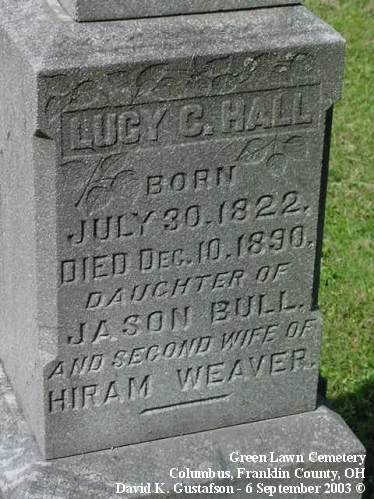 LUCY C. HALL
BORN
JULY 30. 1822.
DIED DEC. 10. 1890.
DAUGHTER OF
JASON BULL.
AND SECOND WIFE OF
HIRAM WEAVER.
Green Lawn Cemetery
Columbus, Franklin County, OH
David K. Gustafson - 6 September 2003 ©